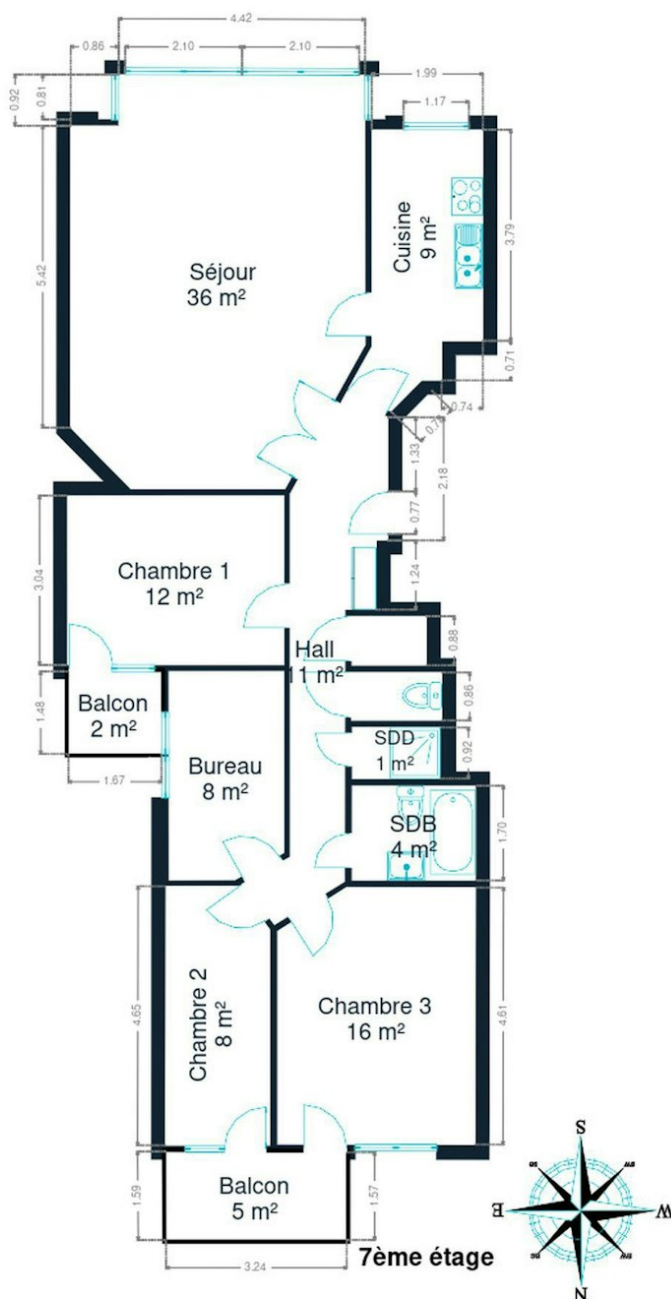 4.42
0.86
2.10
2.10
1.99
0.92
0.81
1.17
Cuisine
9 m²
3.79
Séjour
36 m²
5.42
0.71
0.74
1.33
2.18
0.77
3.04
Chambre 1
12 m²
1.24
Hall
11 m²
0.88
1.48
Balcon
2 m²
0.86
SDD
1 m²
0.92
Bureau
8 m²
1.67
SDB
4 m²
1.70
4.65
Chambre 2
8 m²
Chambre 3
16 m²
4.61
S
E
W
N
1.59
Balcon
5 m²
1.57
3.24
7ème étage